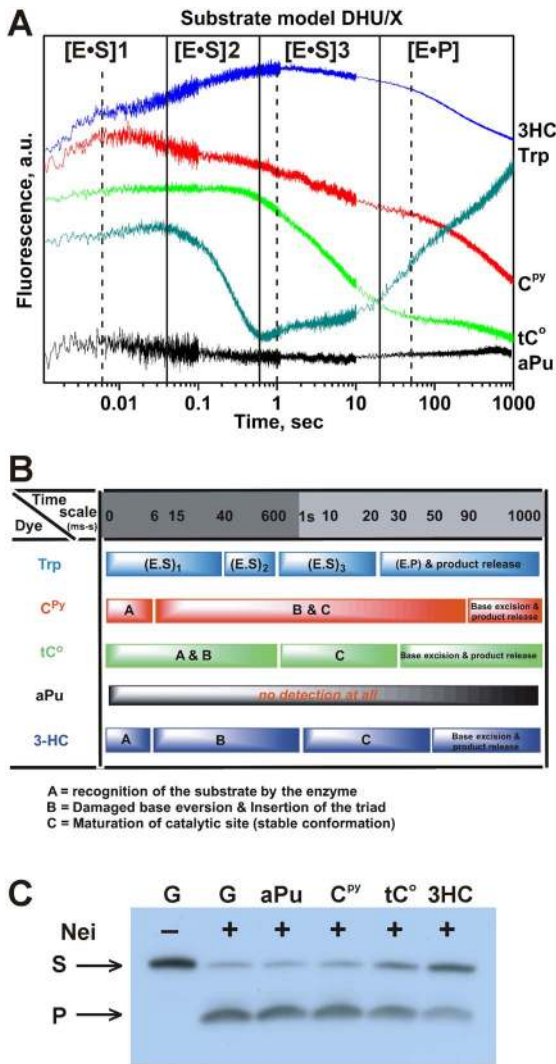 A
Substrate model DHU/X
[E•S]1 [E•S]2 [E•S]3 [E•P]
Fluorescence, a.u.
3HC
Trp
Cᵖʸ
tC°
aPu
0.01 0.1 1 10 100 1000
Time, sec
B
Time
scale
(ms-s)
Dye
0 6 15 40 600 1s 10 20 30 50 90 1000
Trp (E.S)₁ (E.S)₂ (E.S)₃ (E.P) & product release
Cᴾʸ A B & C Base excision &
product release
tC° A & B C Base excision & product release
aPu no detection at all
3-HC A B C Base excision &
product release
A = recognition of the substrate by the enzyme
B = Damaged base eversion & Insertion of the triad
C = Maturation of catalytic site (stable conformation)
C
G G aPu Cᵖʸ tC° 3HC
Nei – + + + + +
S
P